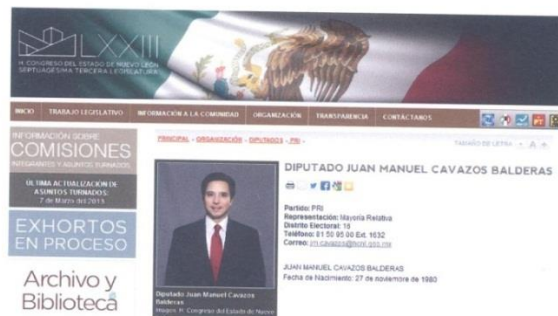 LXXIII
H. CONGRESO DEL ESTADO DE NUEVO LEÓN
SEPTUAGÉSIMA TERCERA LEGISLATURA
INICIO TRABAJO LEGISLATIVO INFORMACIÓN A LA COMUNIDAD ORGANIZACIÓN TRANSPARENCIA CONTÁCTANOS
INFORMACIÓN SOBRE
COMISIONES
INTEGRANTES Y ASUNTOS TURNADOS
ÚLTIMA ACTUALIZACIÓN DE
ASUNTOS TURNADOS:
7 de Marzo del 2013
EXHORTOS
EN PROCESO
Archivo y
Biblioteca
PRINCIPAL - ORGANIZACIÓN - DIPUTADOS - PRI -
TAMAÑO DE LETRA - A +
DIPUTADO JUAN MANUEL CAVAZOS BALDERAS
Partido: PRI
Representación: Mayoría Relativa
Distrito Electoral: 16
Teléfono: 81 50 95 00 Ext. 1632
Correo:
JUAN MANUEL CAVAZOS BALDERAS
Fecha de Nacimiento: 27 de noviembre de 1980
Diputado Juan Manuel Cavazos
Balderas
H. Congreso del Estado de Nuevo